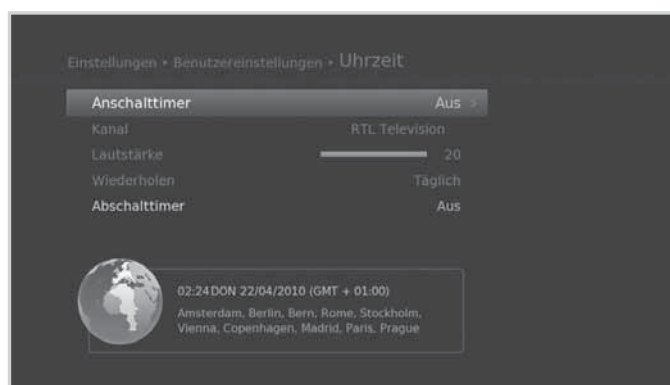 Einstellungen ‣ Benutzereinstellungen ‣ Uhrzeit
Anschalttimer Aus
Kanal RTL Television
Lautstärke 20
Wiederholen Täglich
Abschalttimer Aus
02:24DON 22/04/2010 (GMT + 01:00)
Amsterdam, Berlin, Bern, Rome, Stockholm,
Vienna, Copenhagen, Madrid, Paris, Prague